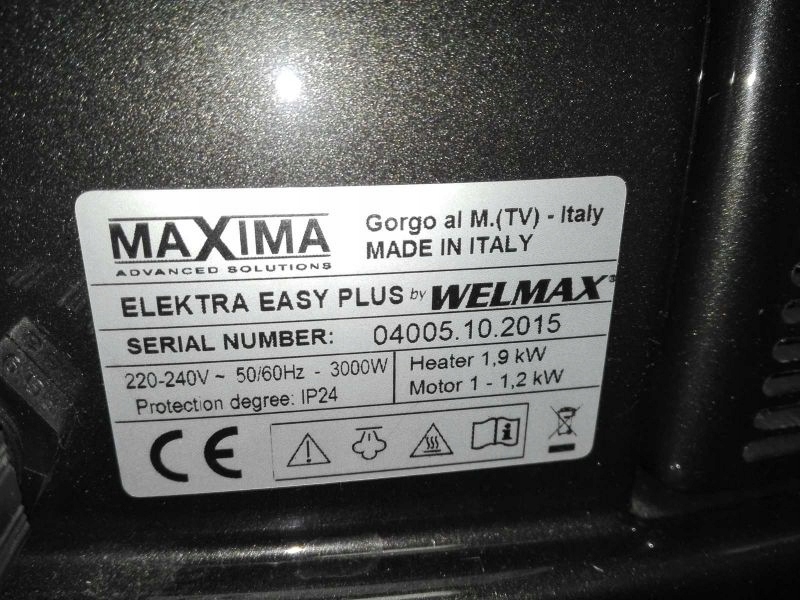 MAXIMA
ADVANCED SOLUTIONS
Gorgo al M.(TV) - Italy
MADE IN ITALY
ELEKTRA EASY PLUS by WELMAX®
SERIAL NUMBER: 04005.10.2015
220-240V ~ 50/60Hz - 3000W
Protection degree: IP24
Heater 1,9 kW
Motor 1 - 1,2 kW
CE